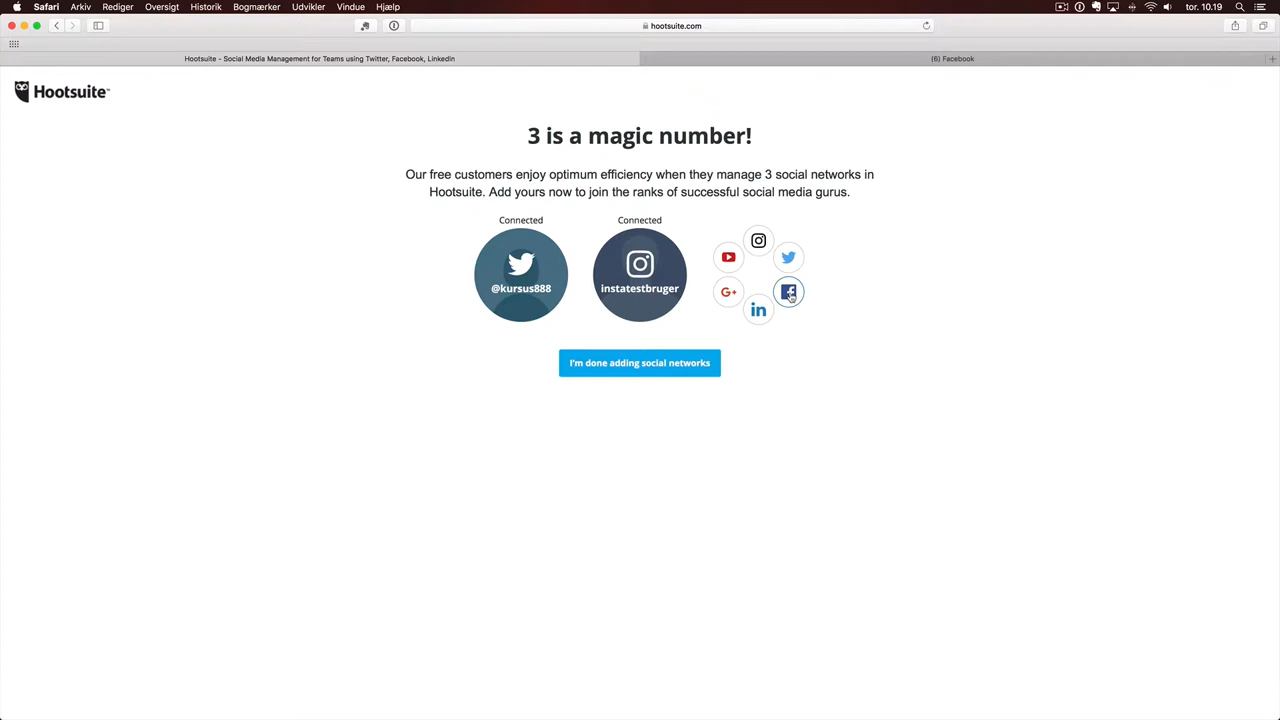 Safari Arkiv Rediger Oversigt Historik Bogmærker Udvikler Vindue Hjælp tor. 10.19
hootsuite.com
Hootsuite - Social Media Management for Teams using Twitter, Facebook, LinkedIn
(6) Facebook
Hootsuite™
3 is a magic number!
Our free customers enjoy optimum efficiency when they manage 3 social networks in
Hootsuite. Add yours now to join the ranks of successful social media gurus.
Connected
@kursus888
Connected
instatestbruger
G+
in
I'm done adding social networks